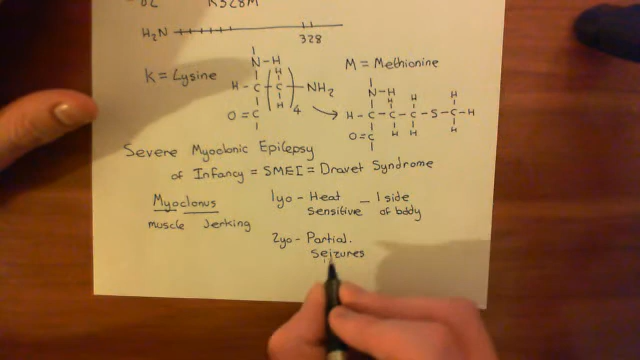 K328M
H₂N
328
K = Lysine
M = Methionine
N-H
H-C-C-NH₂
H
H
4
O=C
N-H
H H H
H-C-C-C-S-C-H
H H H
O=C
Severe Myoclonic Epilepsy
of Infancy = SMEI = Dravet Syndrome
Myoclonus
muscle Jerking
1yo - Heat Sensitive - 1 side of body
2yo - Partial Seizures